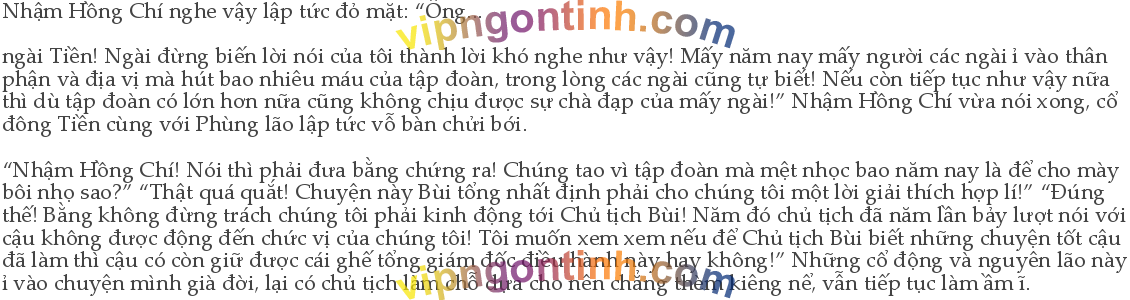 Nhậm Hồng Chí nghe vậy lập tức đỏ mặt: “Ông...
vipngontinh.com
ngài Tiền! Ngài đừng biến lời nói của tôi thành lời khó nghe như vậy! Mấy năm nay mấy người các ngài ỉ vào thân
phận và địa vị mà hút bao nhiêu máu của tập đoàn, trong lòng các ngài cũng tự biết! Nếu còn tiếp tục như vậy nữa
thì dù tập đoàn có lớn hơn nữa cũng không chịu được sự chà đạp của mấy ngài!” Nhậm Hồng Chí vừa nói xong, cổ
đông Tiền cùng với Phùng lão lập tức vỗ bàn chửi bới.
“Nhậm Hồng Chí! Nói thì phải đưa bằng chứng ra! Chúng tao vì tập đoàn mà mệt nhọc bao năm nay là để cho mày
bôi nhọ sao?” “Thật quá quắt! Chuyện này Bùi tổng nhất định phải cho chúng tôi một lời giải thích hợp lí!” “Đúng
thế! Bằng không đừng trách chúng tôi phải kinh động tới Chủ tịch Bùi! Năm đó chủ tịch đã năm lần bảy lượt nói với
cậu không được động đến chức vị của chúng tôi! Tôi muốn xem xem nếu để Chủ tịch Bùi biết những chuyện tốt cậu
đã làm thì cậu có còn giữ được cái ghế tổng giám đốc điều hành này hay không!” Những cổ động và nguyên lão này
vipngontinh.com
ỉ vào chuyện mình già đời, lại có chủ tịch làm chỗ dựa cho nên chẳng thèm kiêng nể, vẫn tiếp tục làm ầm ĩ.